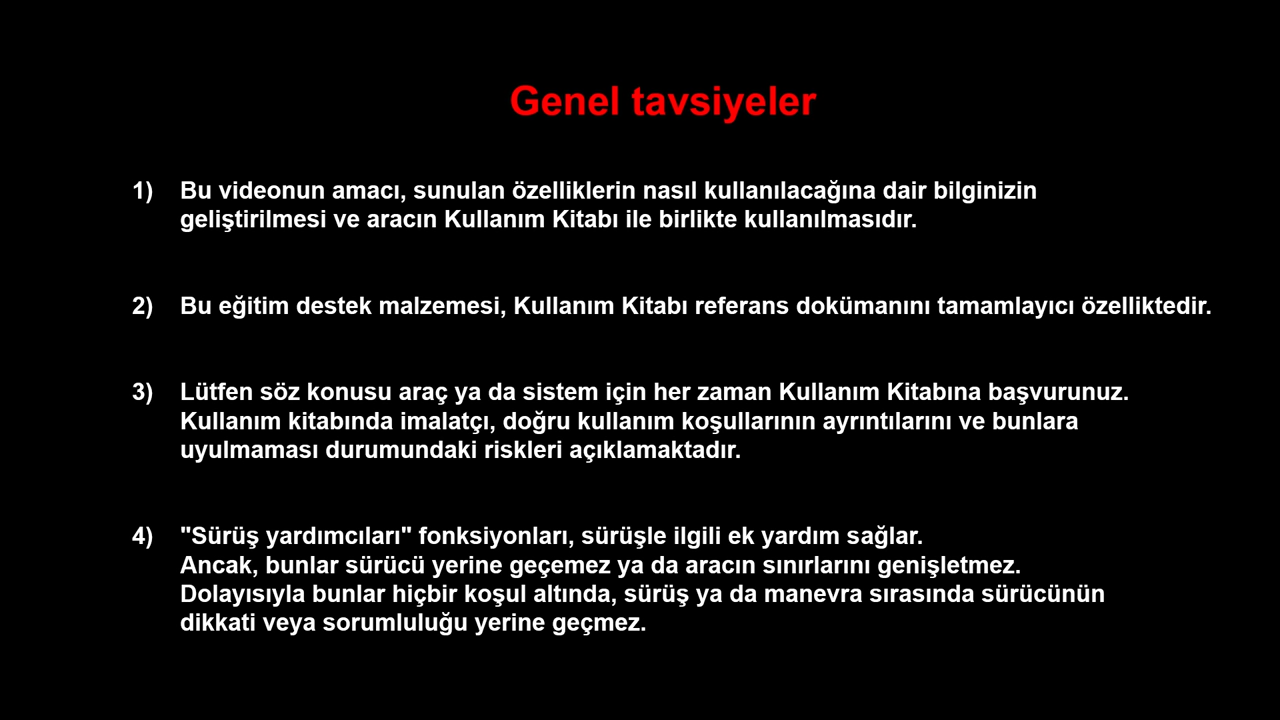 Genel tavsiyeler
1) Bu videonun amacı, sunulan özelliklerin nasıl kullanılacağına dair bilginizin
geliştirilmesi ve aracın Kullanım Kitabı ile birlikte kullanılmasıdır.
2) Bu eğitim destek malzemesi, Kullanım Kitabı referans dokümanını tamamlayıcı özelliktedir.
3) Lütfen söz konusu araç ya da sistem için her zaman Kullanım Kitabına başvurunuz.
Kullanım kitabında imalatçı, doğru kullanım koşullarının ayrıntılarını ve bunlara
uyulmaması durumundaki riskleri açıklamaktadır.
4) "Sürüş yardımcıları" fonksiyonları, sürüşle ilgili ek yardım sağlar.
Ancak, bunlar sürücü yerine geçemez ya da aracın sınırlarını genişletmez.
Dolayısıyla bunlar hiçbir koşul altında, sürüş ya da manevra sırasında sürücünün
dikkati veya sorumluluğu yerine geçmez.